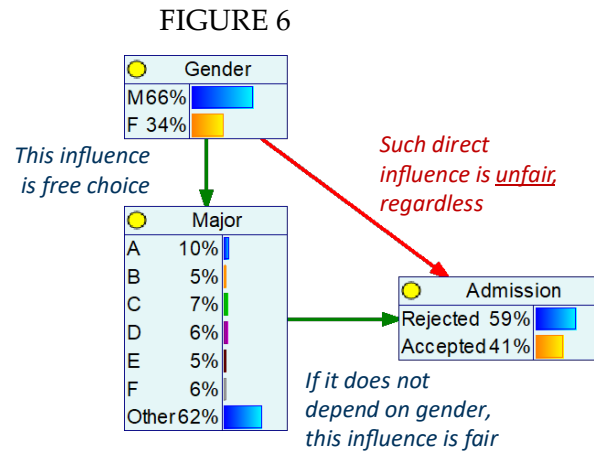 FIGURE 6
Gender
M 66%
F 34%
This influence
is free choice
Such direct
influence is unfair,
regardless
Major
A 10%
B 5%
C 7%
D 6%
E 5%
F 6%
Other 62%
Admission
Rejected 59%
Accepted 41%
If it does not
depend on gender,
this influence is fair